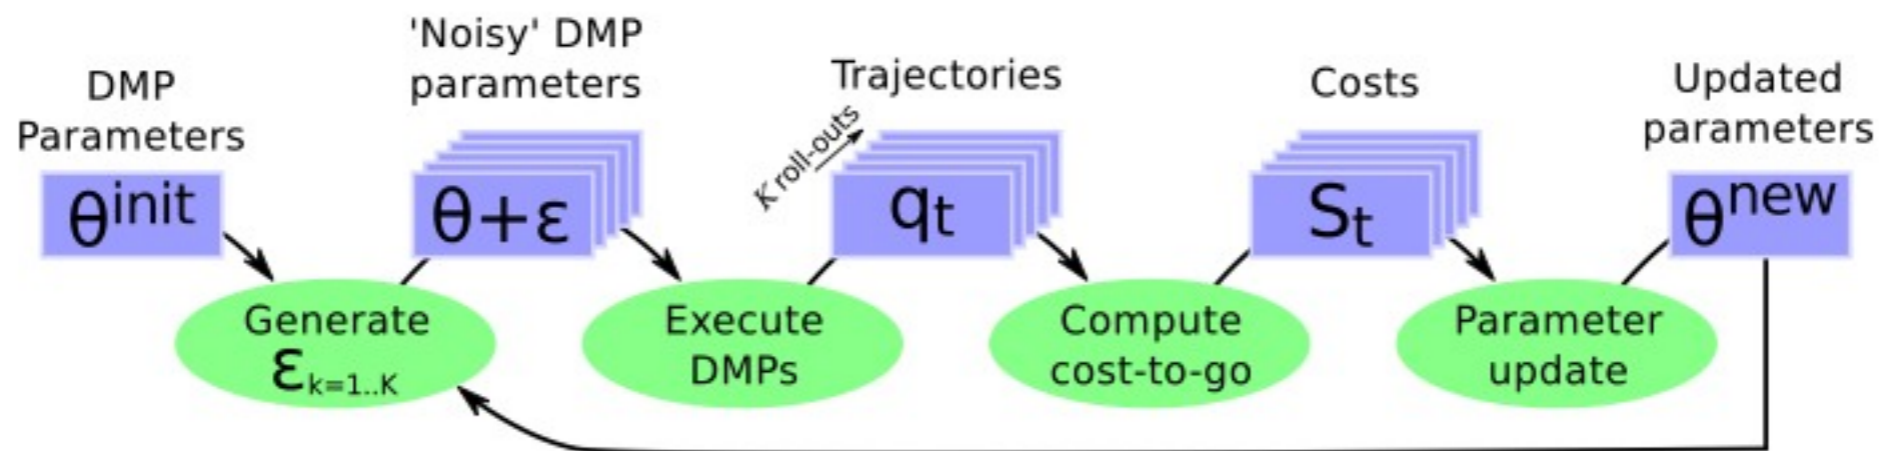 DMP
Parameters
θinit
'Noisy' DMP
parameters
θ+ε
K roll-outs
Trajectories
qt
Costs
St
Updated
parameters
θnew
Generate
εk=1..K
Execute
DMPs
Compute
cost-to-go
Parameter
update